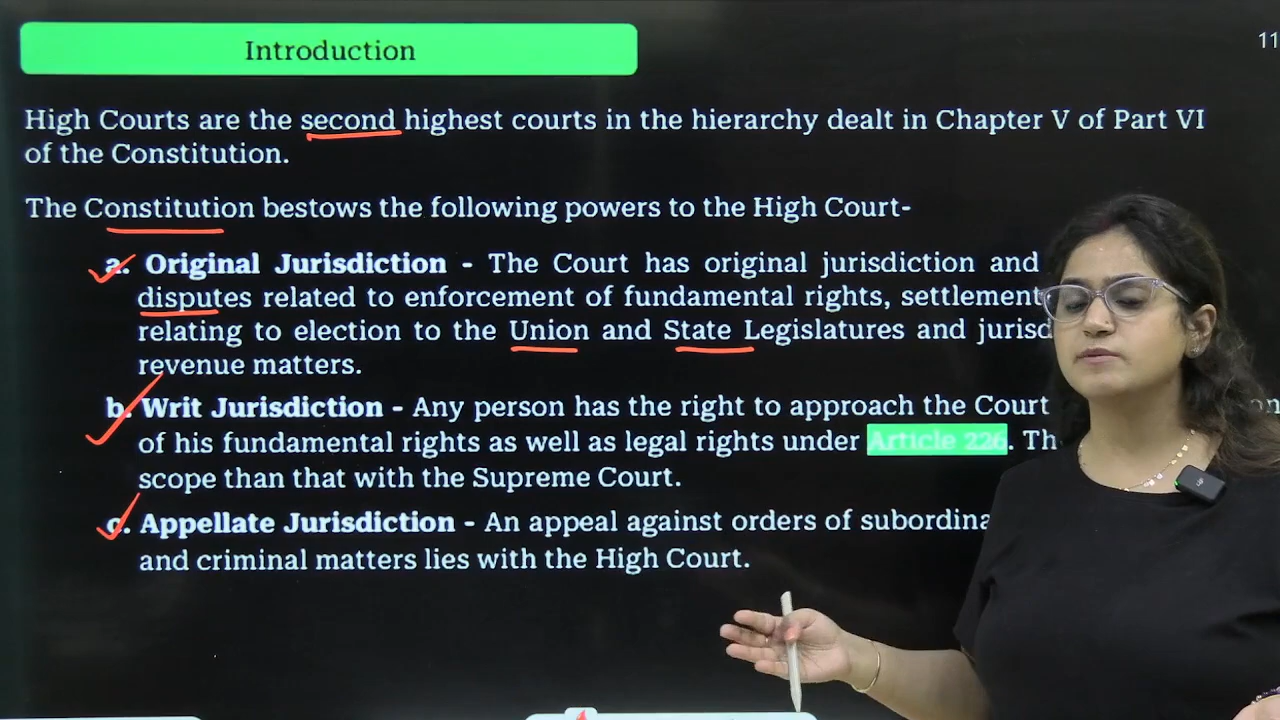 Introduction
11
High Courts are the second highest courts in the hierarchy dealt in Chapter V of Part VI
of the Constitution.
The Constitution bestows the following powers to the High Court-
a. Original Jurisdiction - The Court has original jurisdiction and
disputes related to enforcement of fundamental rights, settlement
relating to election to the Union and State Legislatures and
revenue matters.
b. Writ Jurisdiction - Any person has the right to approach the Court
of his fundamental rights as well as legal rights under Article 226.
scope than that with the Supreme Court.
c. Appellate Jurisdiction - An appeal against orders of
and criminal matters lies with the High Court.